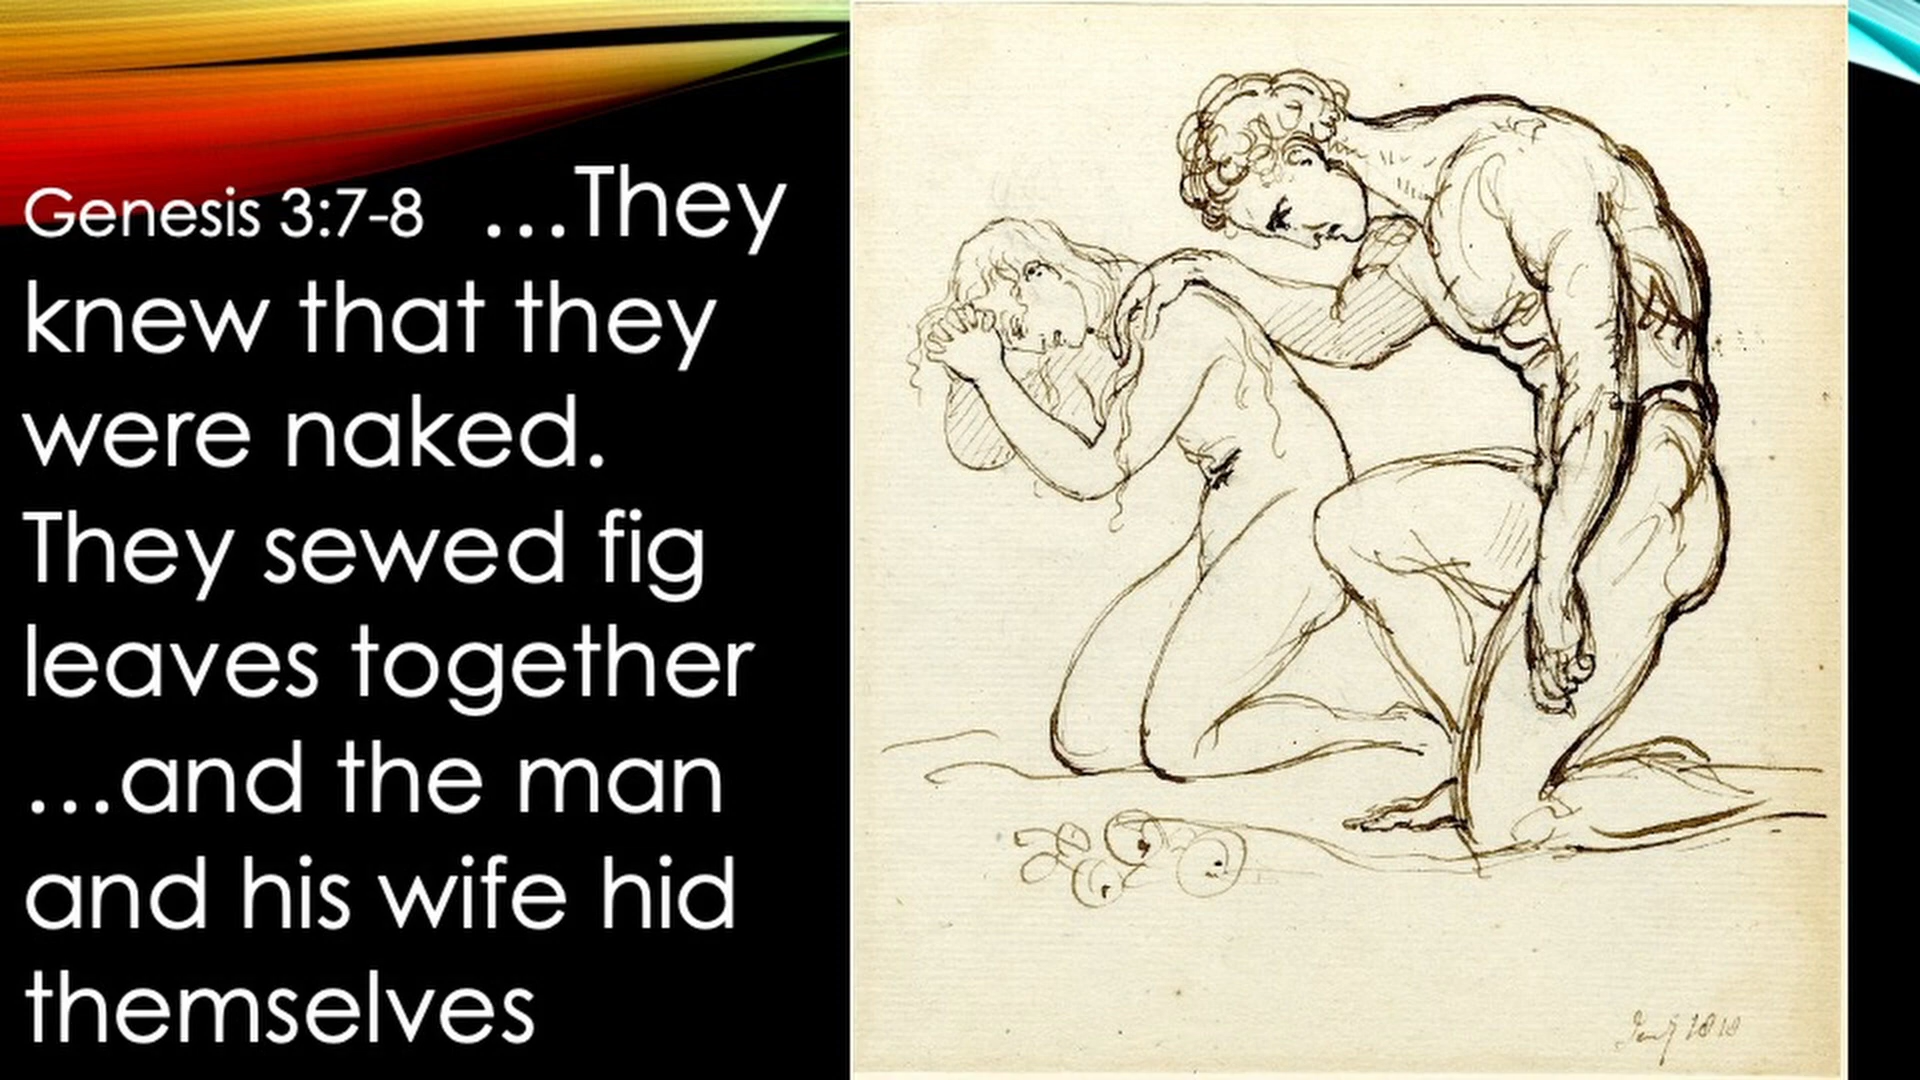 Genesis 3:7-8 ...They
knew that they
were naked.
They sewed fig
leaves together
...and the man
and his wife hid
themselves